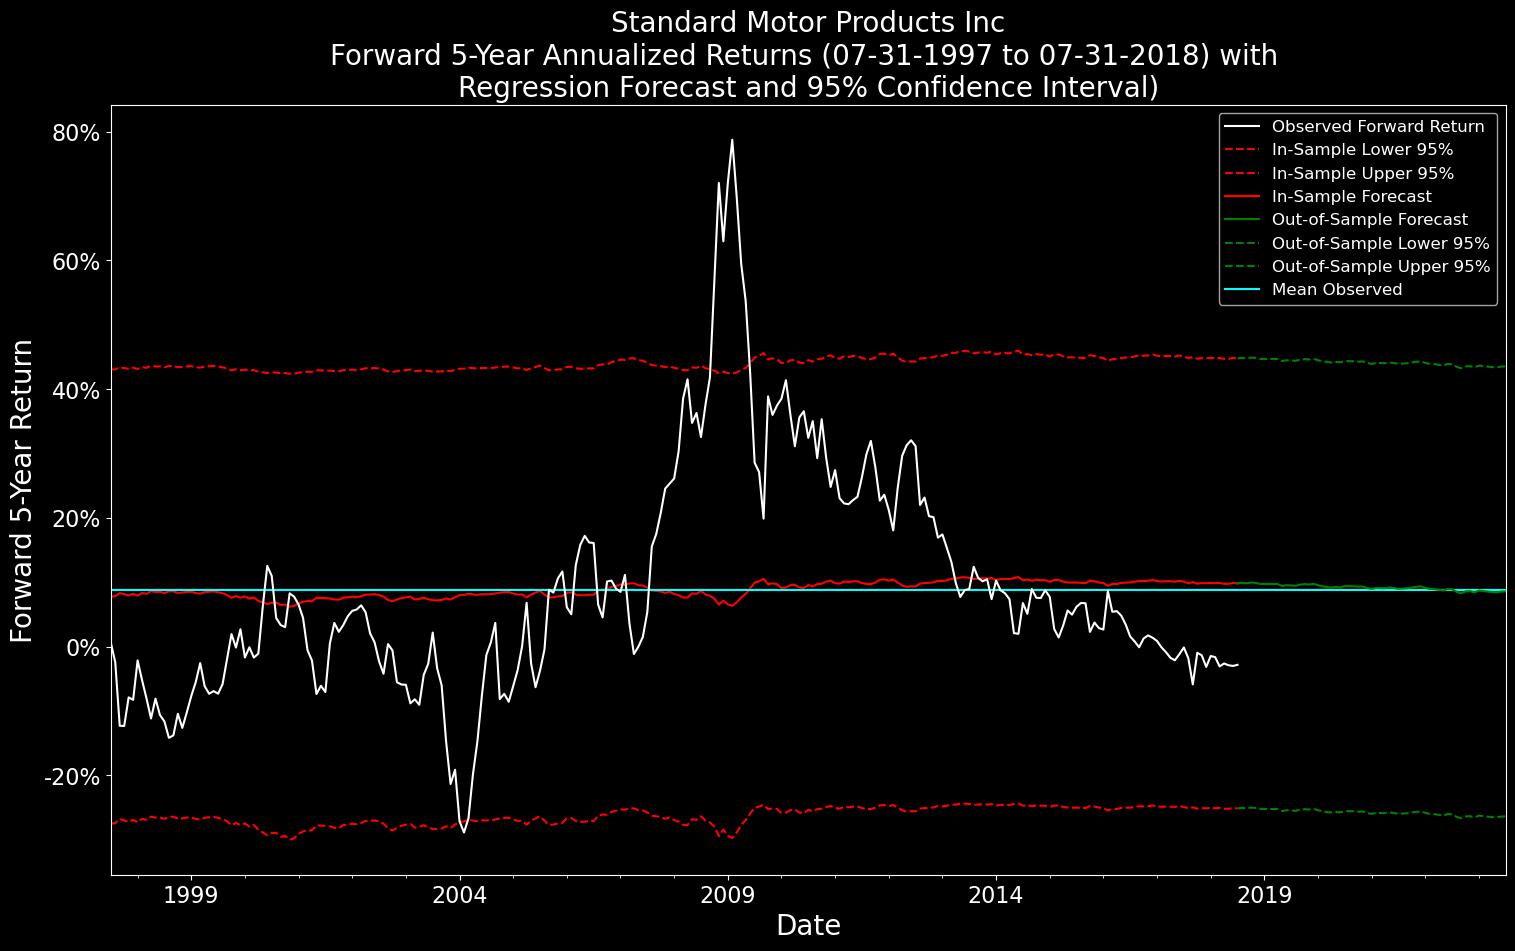 Standard Motor Products Inc
Forward 5-Year Annualized Returns (07-31-1997 to 07-31-2018) with
Regression Forecast and 95% Confidence Interval)
80%
60%
40%
20%
0%
-20%
Forward 5-Year Return
Observed Forward Return
In-Sample Lower 95%
In-Sample Upper 95%
In-Sample Forecast
Out-of-Sample Forecast
Out-of-Sample Lower 95%
Out-of-Sample Upper 95%
Mean Observed
1999
2004
2009
2014
2019
Date